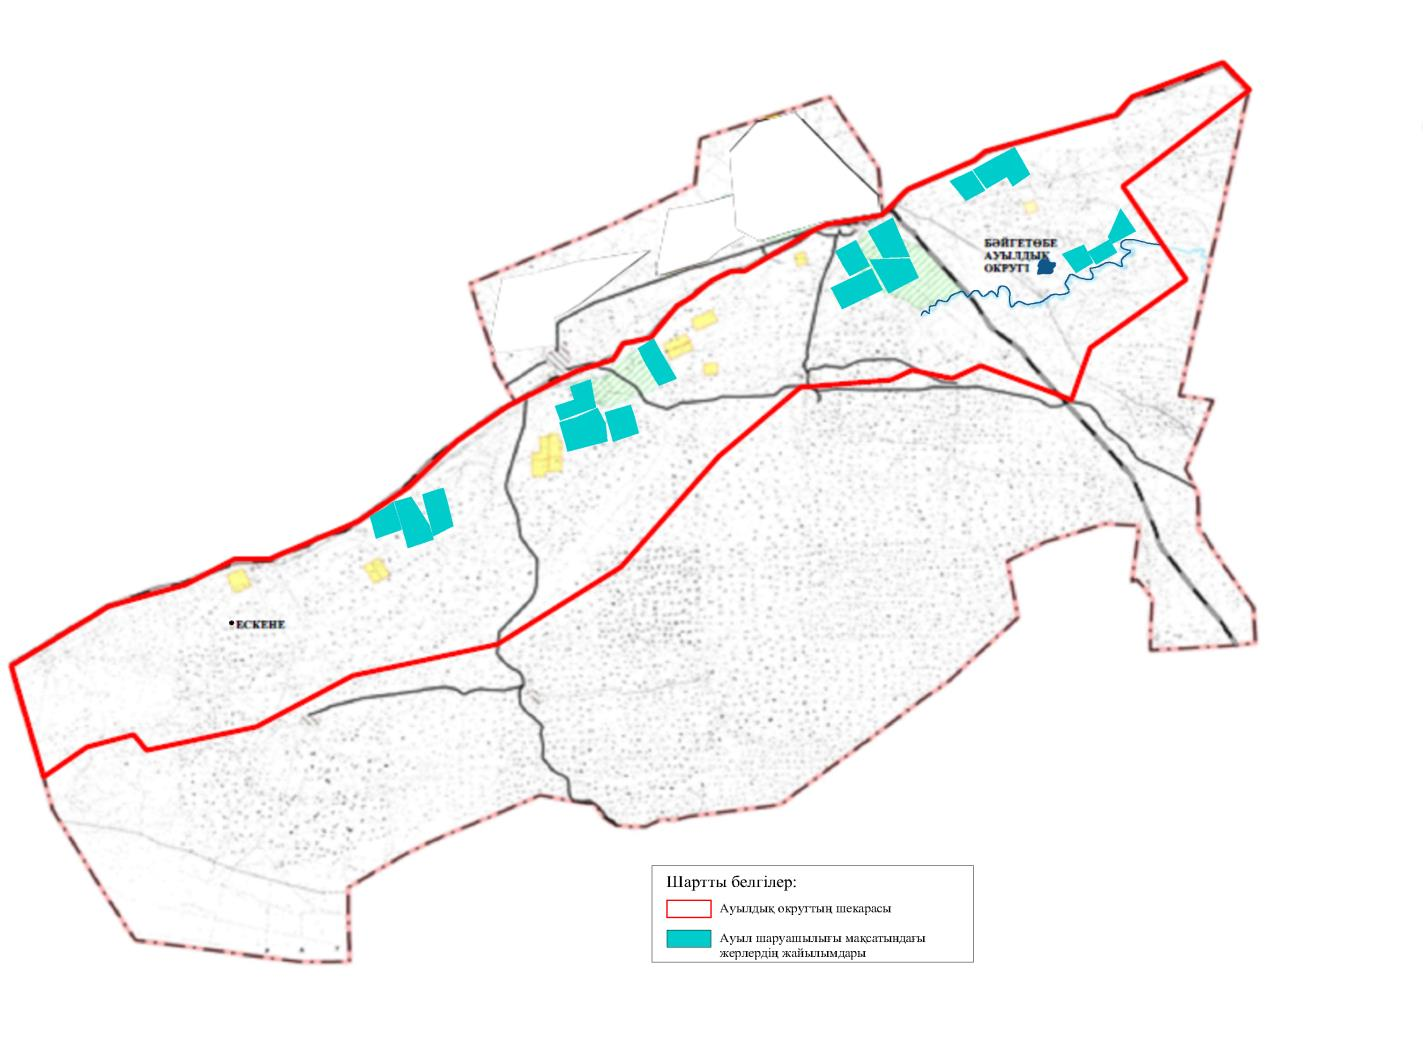 БӘЙГЕТӨБЕ
АУЫЛДЫҚ
ОКРУГІ
ЕСКЕНЕ
Шартты белгілер:
Ауылдық округтың шекарасы
Ауыл шаруашылығы мақсатындағы
жерлердің жайылымдары